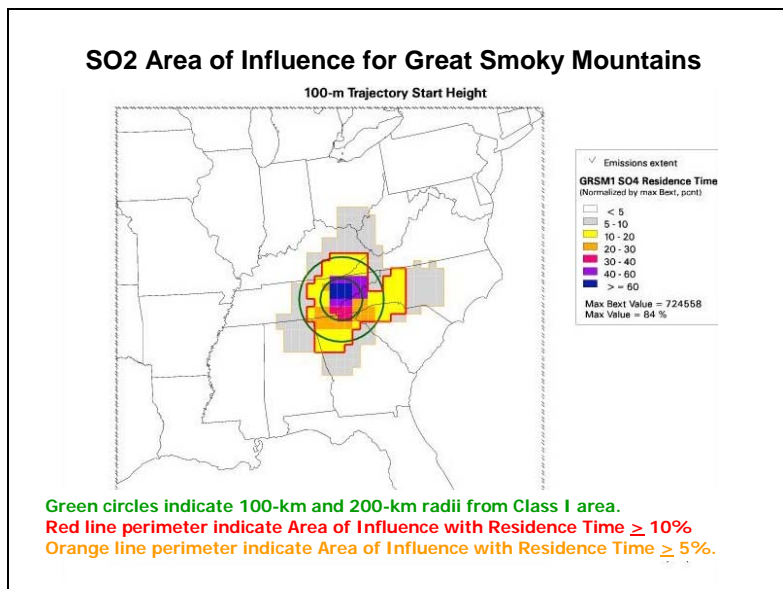 SO2 Area of Influence for Great Smoky Mountains
100-m Trajectory Start Height
Emissions extent
GRSM1 SO4 Residence Time
(Normalized by max Bext, pcnt)
< 5
5 - 10
10 - 20
20 - 30
30 - 40
40 - 60
> = 60
Max Bext Value = 724558
Max Value = 84 %
Green circles indicate 100-km and 200-km radii from Class I area.
Red line perimeter indicate Area of Influence with Residence Time > 10%
Orange line perimeter indicate Area of Influence with Residence Time > 5%.